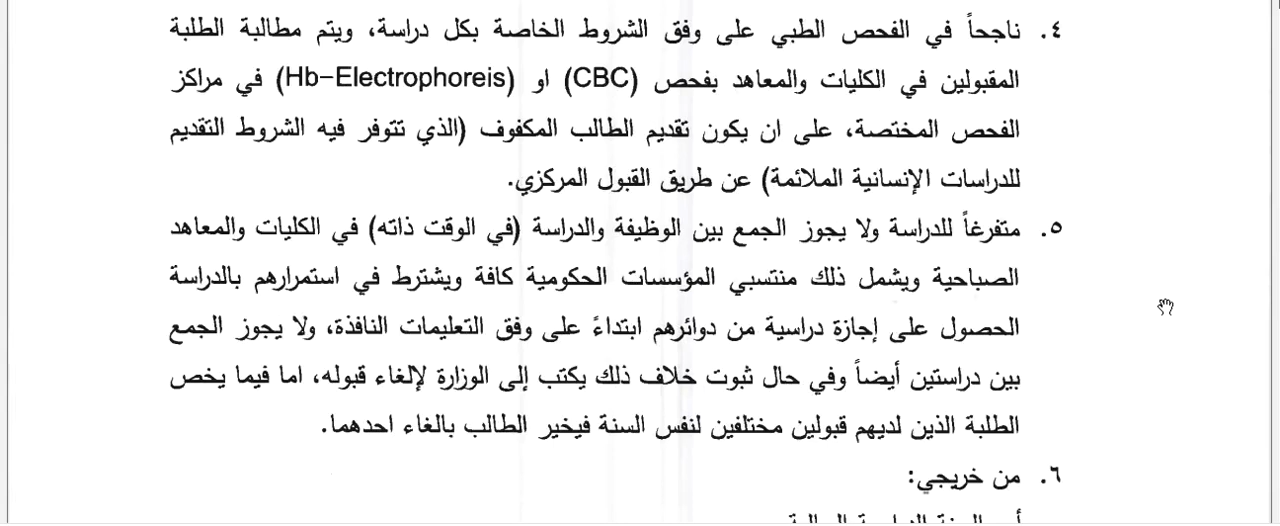 ٤. ناجحاً في الفحص الطبي على وفق الشروط الخاصة بكل دراسة، ويتم مطالبة الطلبة
المقبولين في الكليات والمعاهد بفحص (CBC) او (Hb-Electrophoreis) في مراكز
الفحص المختصة، على ان يكون تقديم الطالب المكفوف (الذي تتوفر فيه الشروط التقديم
للدراسات الإنسانية الملائمة) عن طريق القبول المركزي.
٥. متفرغاً للدراسة ولا يجوز الجمع بين الوظيفة والدراسة (في الوقت ذاته) في الكليات والمعاهد
الصباحية ويشمل ذلك منتسبي المؤسسات الحكومية كافة ويشترط في استمرارهم بالدراسة
الحصول على إجازة دراسية من دوائرهم ابتداءً على وفق التعليمات النافذة، ولا يجوز الجمع
بين دراستين أيضاً وفي حال ثبوت خلاف ذلك يكتب إلى الوزارة لإلغاء قبوله، اما فيما يخص
الطلبة الذين لديهم قبولين مختلفين لنفس السنة فيخير الطالب بالغاء احدهما.
٦. من خريجي: